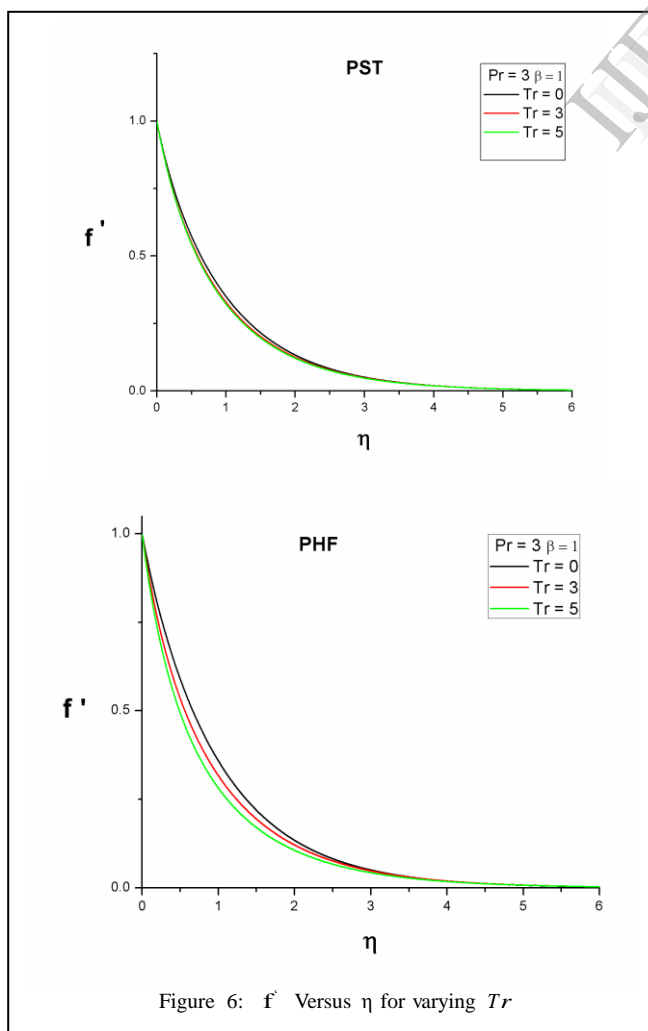 PST
Pr = 3 β = 1
Tr = 0
Tr = 3
Tr = 5
1.0
f '
0.5
0.0
0 1 2 3 4 5 6
η
PHF
Pr = 3 β = 1
Tr = 0
Tr = 3
Tr = 5
1.0
f '
0.5
0.0
0 1 2 3 4 5 6
η
Figure 6: f‘ Versus η for varying Tr